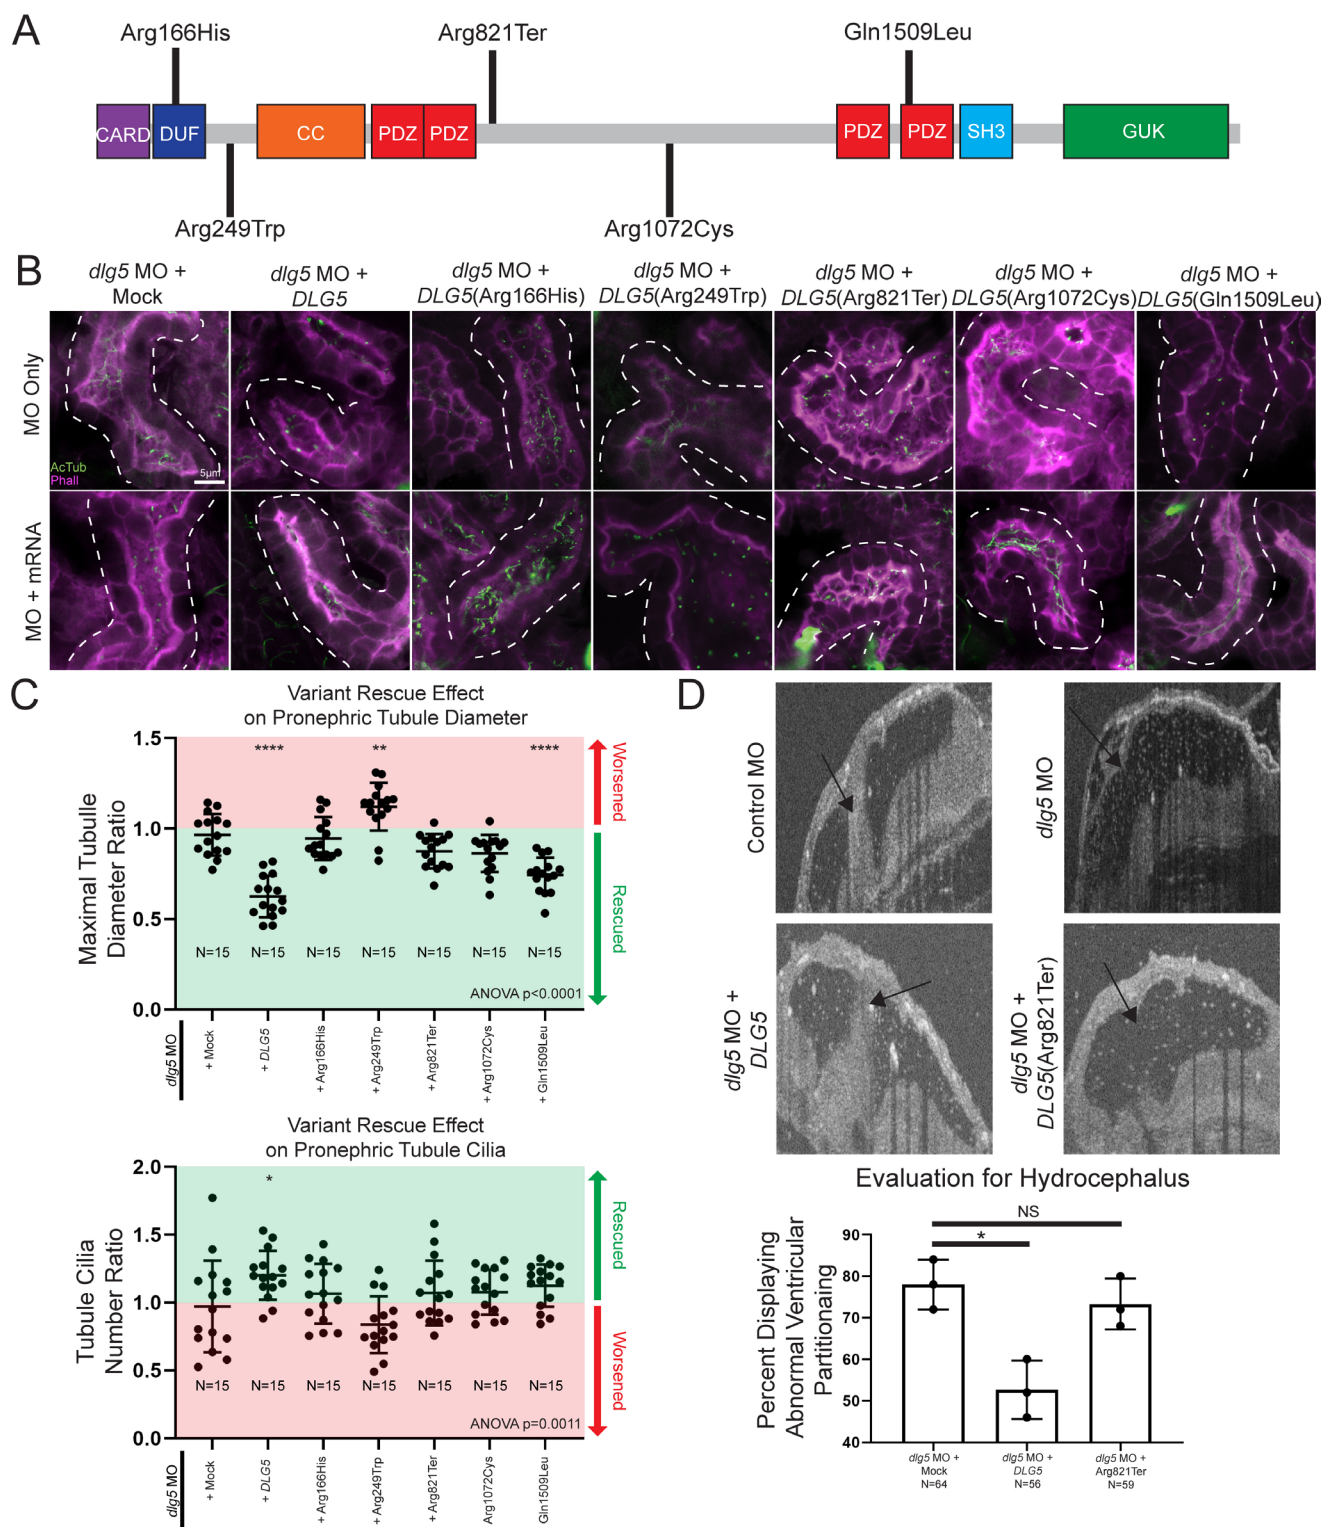 A
Arg166His
Arg821Ter
Gln1509Leu
CARD
DUF
CC
PDZ
PDZ
PDZ
PDZ
SH3
GUK
Arg249Trp
Arg1072Cys
B
dlg5 MO +
Mock
dlg5 MO +
DLG5
dlg5 MO +
DLG5(Arg166His)
dlg5 MO +
DLG5(Arg249Trp)
dlg5 MO +
DLG5(Arg821Ter)
dlg5 MO +
DLG5(Arg1072Cys)
dlg5 MO +
DLG5(Gln1509Leu)
MO Only
AcTub
Phall
5µm
MO + mRNA
C
Variant Rescue Effect
on Pronephric Tubule Diameter
Maximal Tubulle
Diameter Ratio
1.5
1.0
0.5
0.0
****
**
****
N=15
N=15
N=15
N=15
N=15
N=15
N=15
ANOVA p<0.0001
Worsened
Rescued
dlg5 MO
+ Mock
+ DLG5
+ Arg166His
+ Arg249Trp
+ Arg821Ter
+ Arg1072Cys
+ Gln1509Leu
Variant Rescue Effect
on Pronephric Tubule Cilia
Tubule Cilia
Number Ratio
2.0
1.5
1.0
0.5
0.0
*
N=15
N=15
N=15
N=15
N=15
N=15
N=15
ANOVA p=0.0011
Rescued
Worsened
dlg5 MO
+ Mock
+ DLG5
+ Arg166His
+ Arg249Trp
+ Arg821Ter
Arg1072Cys
Gln1509Leu
D
Control MO
dlg5 MO
dlg5 MO +
DLG5
dlg5 MO +
DLG5(Arg821Ter)
Evaluation for Hydrocephalus
Percent Displaying
Abnormal Ventricular
Partitionaing
90
80
70
60
50
40
NS
*
dlg5 MO +
Mock
N=64
dlg5 MO +
DLG5
N=56
dlg5 MO +
Arg821Ter
N=59